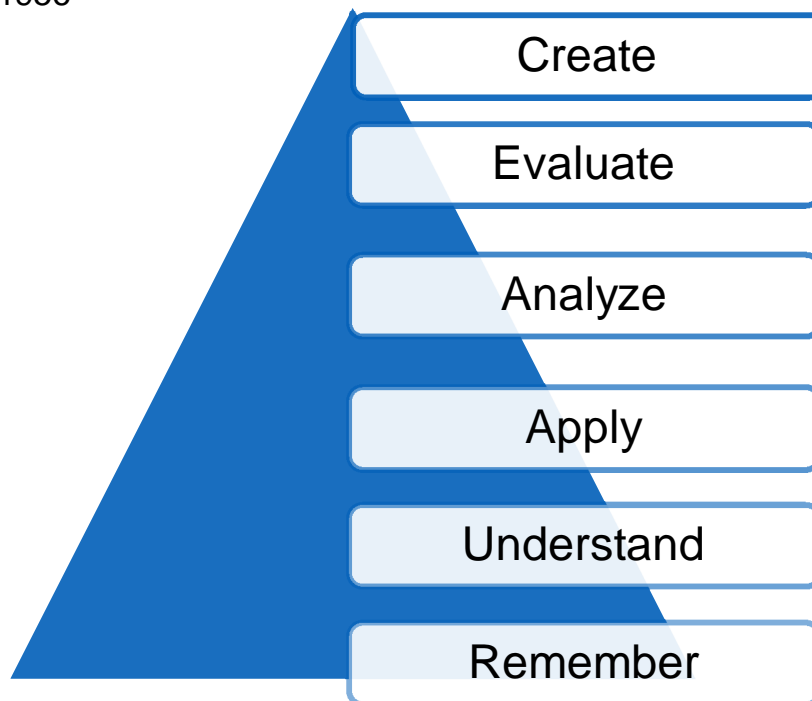 Create
Evaluate
Analyze
Apply
Understand
Remember